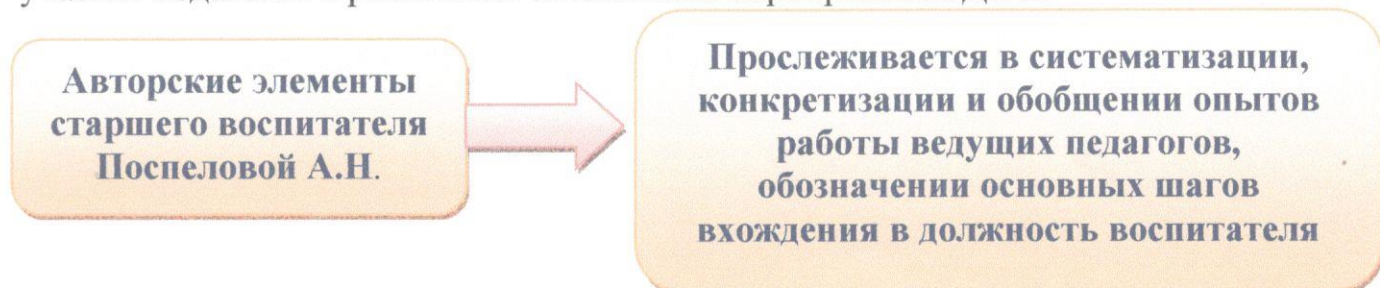 Авторские элементы
старшего воспитателя
Поспеловой А.Н.
Прослеживается в систематизации,
конкретизации и обобщении опытов
работы ведущих педагогов,
обозначении основных шагов
вхождения в должность воспитателя